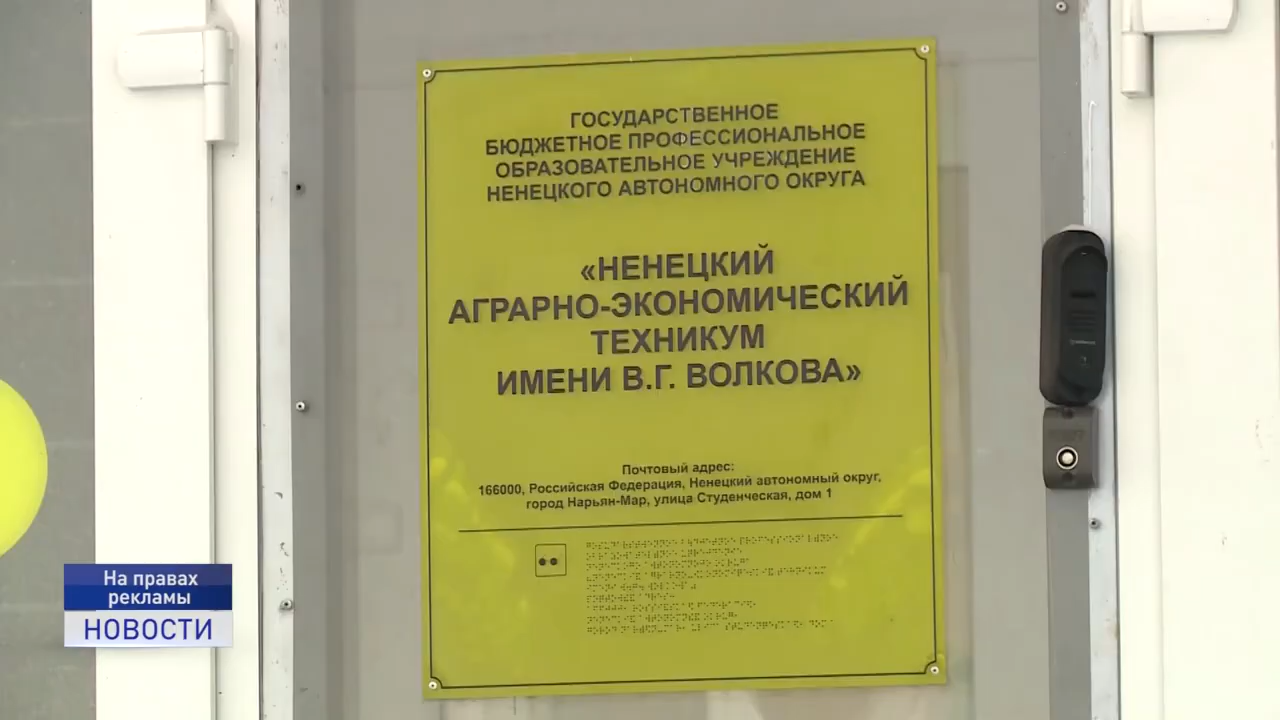 ГОСУДАРСТВЕННОЕ
БЮДЖЕТНОЕ ПРОФЕССИОНАЛЬНОЕ
ОБРАЗОВАТЕЛЬНОЕ УЧРЕЖДЕНИЕ
НЕНЕЦКОГО АВТОНОМНОГО ОКРУГА
«НЕНЕЦКИЙ
АГРАРНО-ЭКОНОМИЧЕСКИЙ
ТЕХНИКУМ
ИМЕНИ В.Г. ВОЛКОВА»
Почтовый адрес:
166000, Российская Федерация, Ненецкий автономный округ,
город Нарьян-Мар, улица Студенческая, дом 1
На правах
рекламы
НОВОСТИ